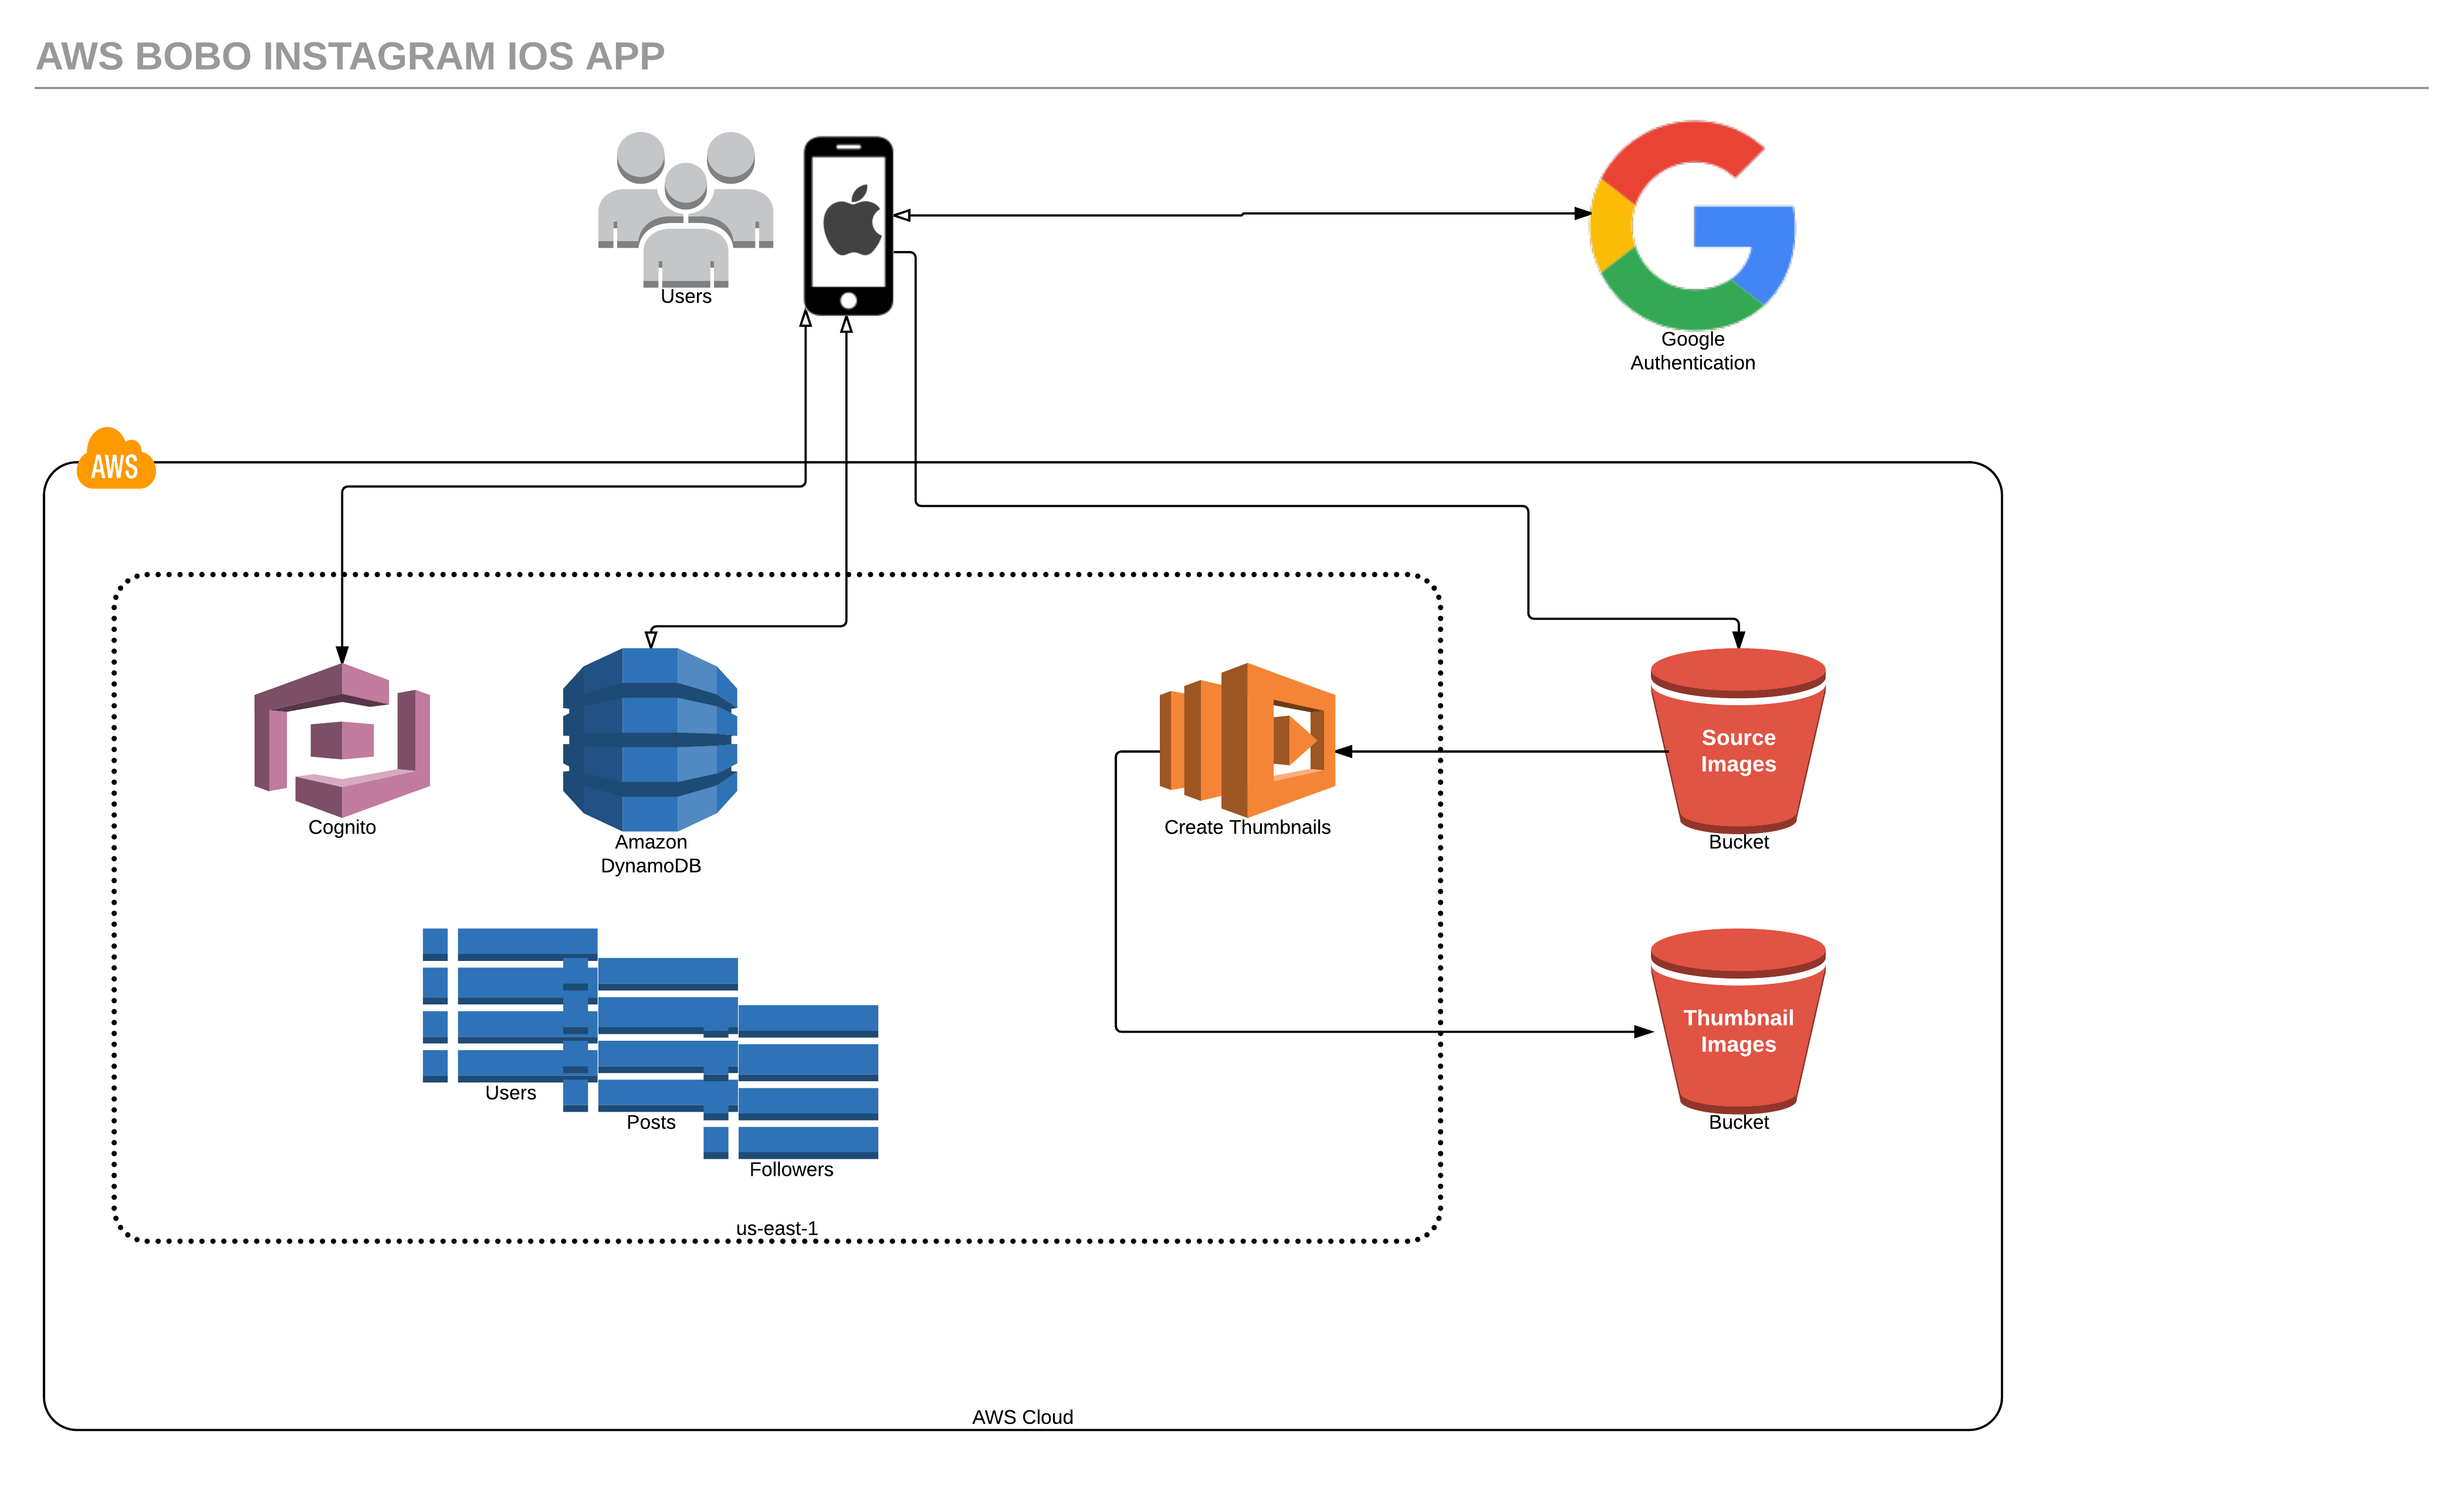 AWS BOBO INSTAGRAM IOS APP
Users
Google
Authentication
AWS
Cognito
Amazon
DynamoDB
Create Thumbnails
Source
Images
Bucket
Users
Posts
Followers
Thumbnail
Images
Bucket
us-east-1
AWS Cloud